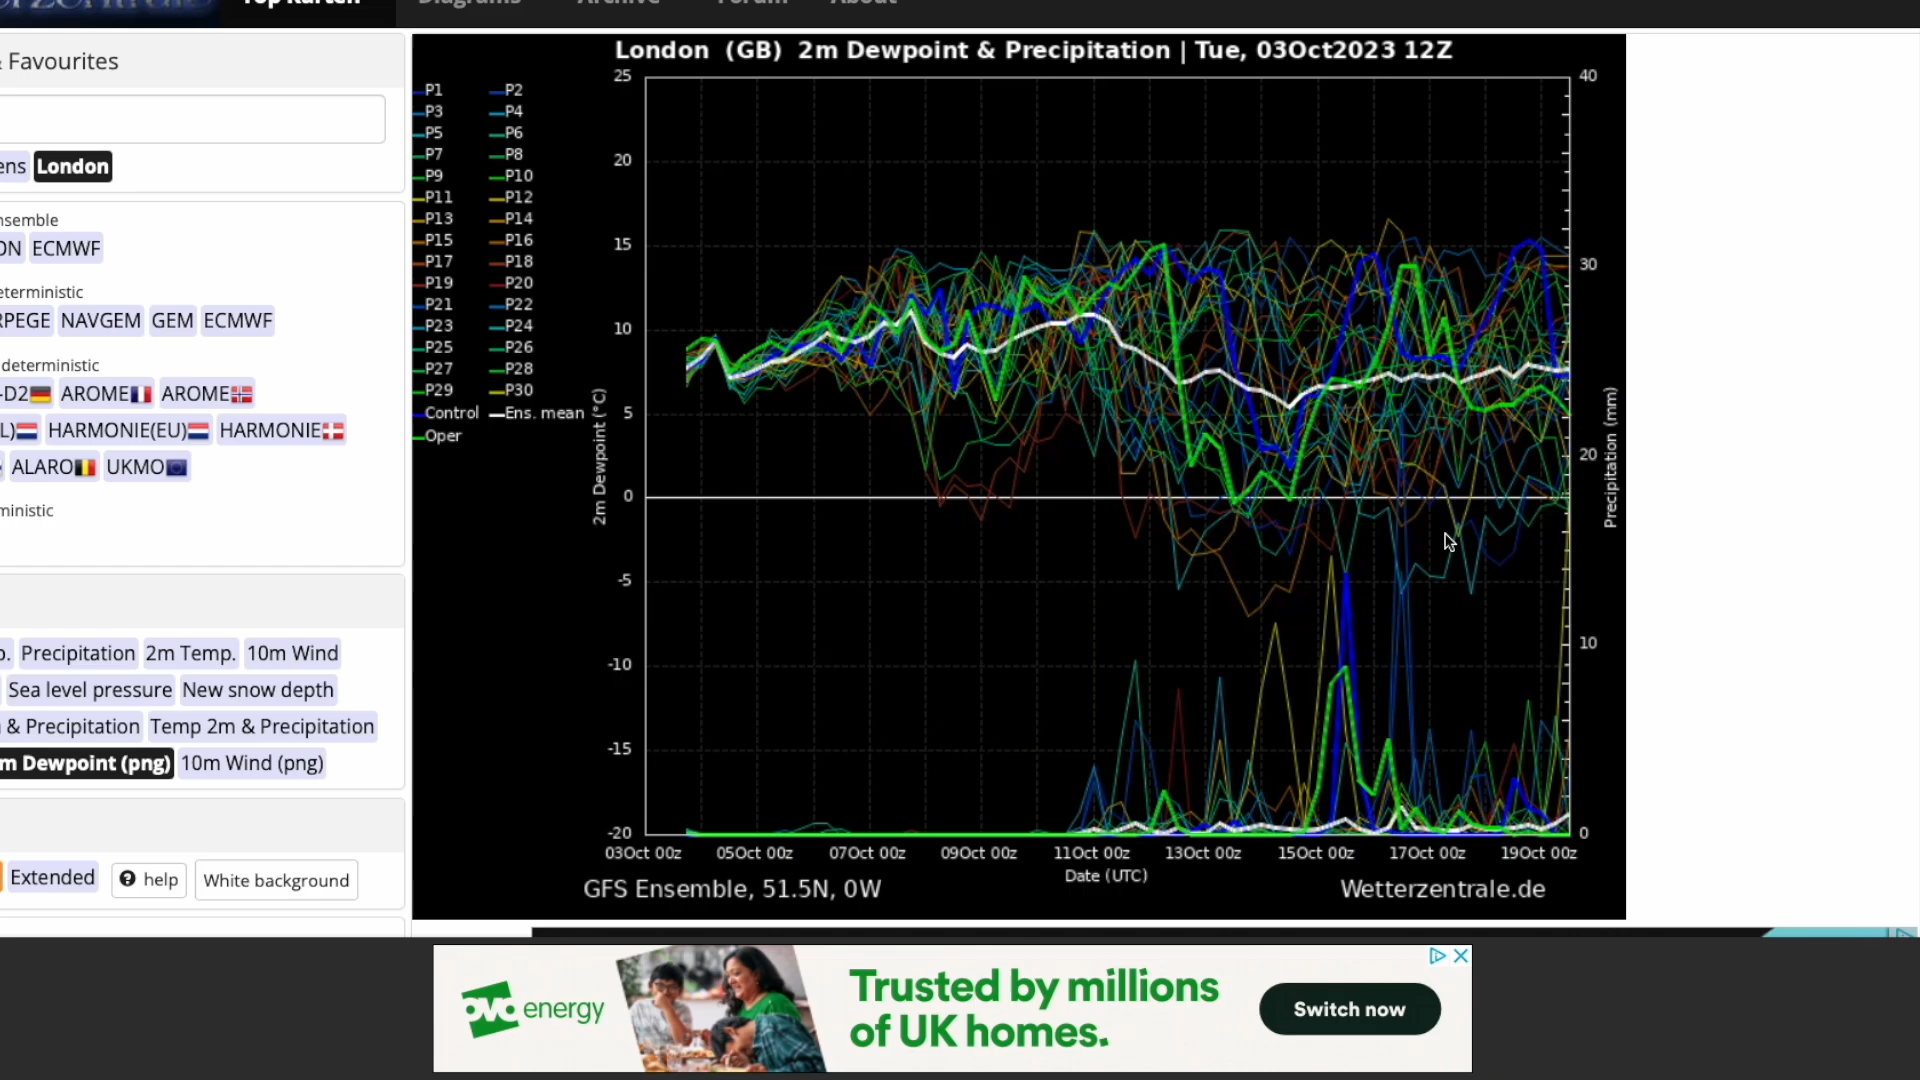 Top Karten Diagrams Archive Forum About
& Favourites
London
ON ECMWF
NAVGEM GEM ECMWF
deterministic
-D2 AROME AROME
HARMONIE(EU) HARMONIE
ALARO UKMO
Precipitation 2m Temp. 10m Wind
Sea level pressure New snow depth
& Precipitation Temp 2m & Precipitation
m Dewpoint (png) 10m Wind (png)
Extended help White background
London (GB) 2m Dewpoint & Precipitation | Tue, 03Oct2023 12Z
P1 P2
P3 P4
P5 P6
P7 P8
P9 P10
P11 P12
P13 P14
P15 P16
P17 P18
P19 P20
P21 P22
P23 P24
P25 P26
P27 P28
P29 P30
Control Ens. mean
Oper
25
20
15
10
5
0
-5
-10
-15
-20
2m Dewpoint (°C)
40
30
20
10
0
Precipitation (mm)
03Oct 00z 05Oct 00z 07Oct 00z 09Oct 00z 11Oct 00z 13Oct 00z 15Oct 00z 17Oct 00z 19Oct 00z
Date (UTC)
GFS Ensemble, 51.5N, 0W Wetterzentrale.de
ovo energy
Trusted by millions
of UK homes.
Switch now